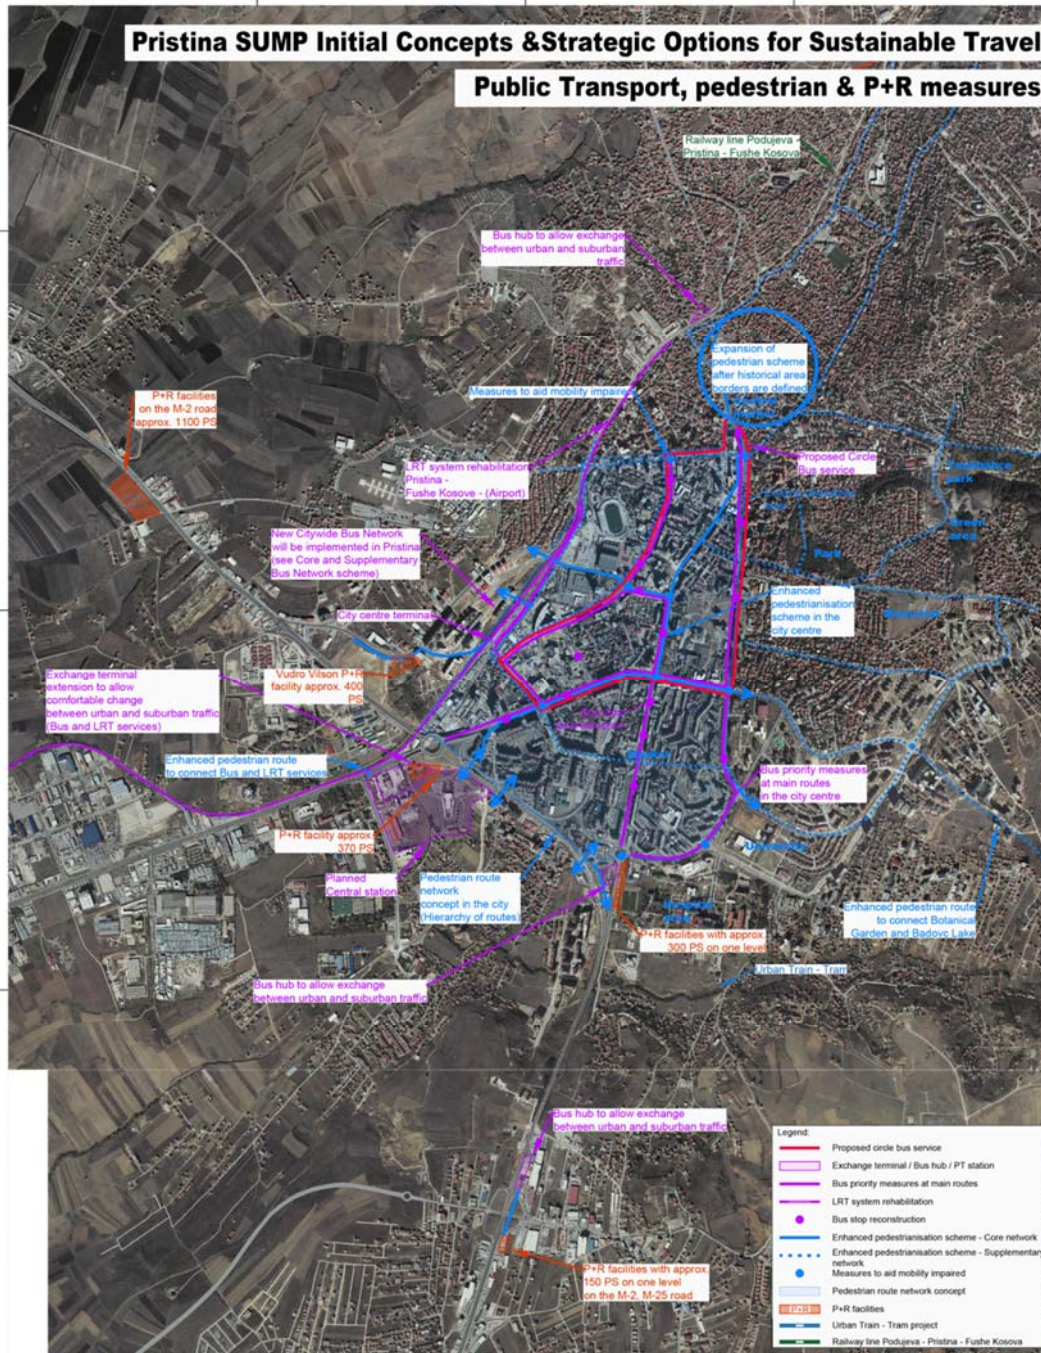 Pristina SUMP Initial Concepts &Strategic Options for Sustainable Travel
Public Transport, pedestrian & P+R measures
Railway line Podujeva -
Pristina - Fushe Kosova
Bus hub to allow exchange
between urban and suburban
traffic
Expansion of
pedestrian scheme
after historical area
borders are defined
Measures to aid mobility impaired
P+R facilities
on the M-2 road
approx. 1100 PS
LRT system rehabilitation
Pristina -
Fushe Kosove - (Airport)
Proposed Circle
Bus service
park
Green
area
Park
New Citywide Bus Network
will be implemented in Pristina
(see Core and Supplementary
Bus Network scheme)
Enhanced
pedestrianisation
scheme in the
city centre
City centre terminal
Vudro Vilson P+R
facility approx. 400
PS
Exchange terminal
extension to allow
comfortable change
between urban and suburban traffic
(Bus and LRT services)
Enhanced pedestrian route
to connect Bus and LRT services
Bus priority measures
at main routes
in the city centre
P+R facility approx.
370 PS
University
Planned
Central station
Pedestrian route
network
concept in the city
(Hierarchy of routes)
Hospital
area
Enhanced pedestrian route
to connect Botanical
Garden and Badovc Lake
P+R facilities with approx.
300 PS on one level
Urban Train - Tram
Bus hub to allow exchange
between urban and suburban traffic
Bus hub to allow exchange
between urban and suburban traffic
P+R facilities with approx.
150 PS on one level
on the M-2, M-25 road
Legend:
Proposed circle bus service
Exchange terminal / Bus hub / PT station
Bus priority measures at main routes
LRT system rehabilitation
Bus stop reconstruction
Enhanced pedestrianisation scheme - Core network
Enhanced pedestrianisation scheme - Supplementary
network
Measures to aid mobility impaired
Pedestrian route network concept
P+R
P+R facilities
Urban Train - Tram project
Railway line Podujeva - Pristina - Fushe Kosova